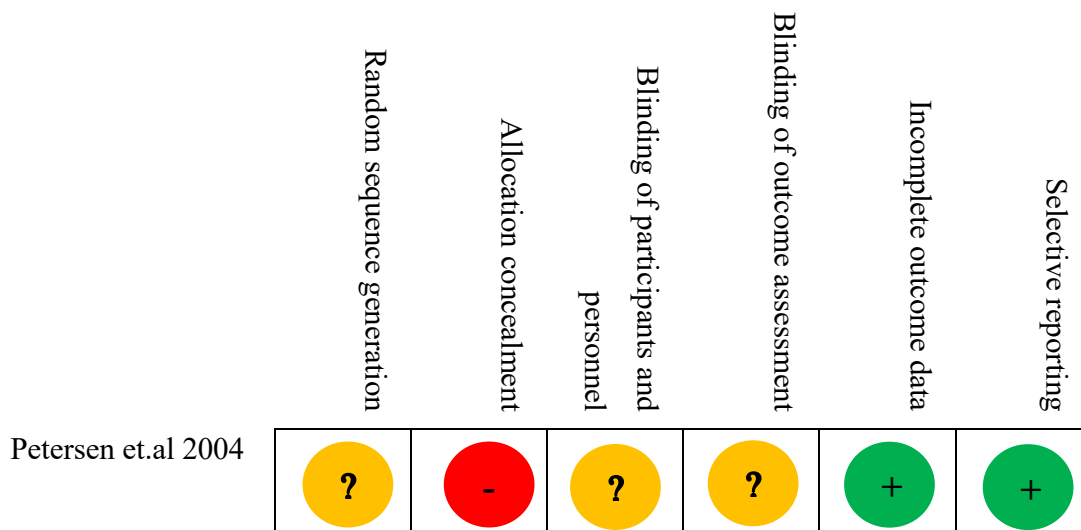 Random sequence generation
Allocation concealment
Blinding of participants and
personnel
Blinding of outcome assessment
Incomplete outcome data
Selective reporting
Petersen et.al 2004
?
-
?
?
+
+